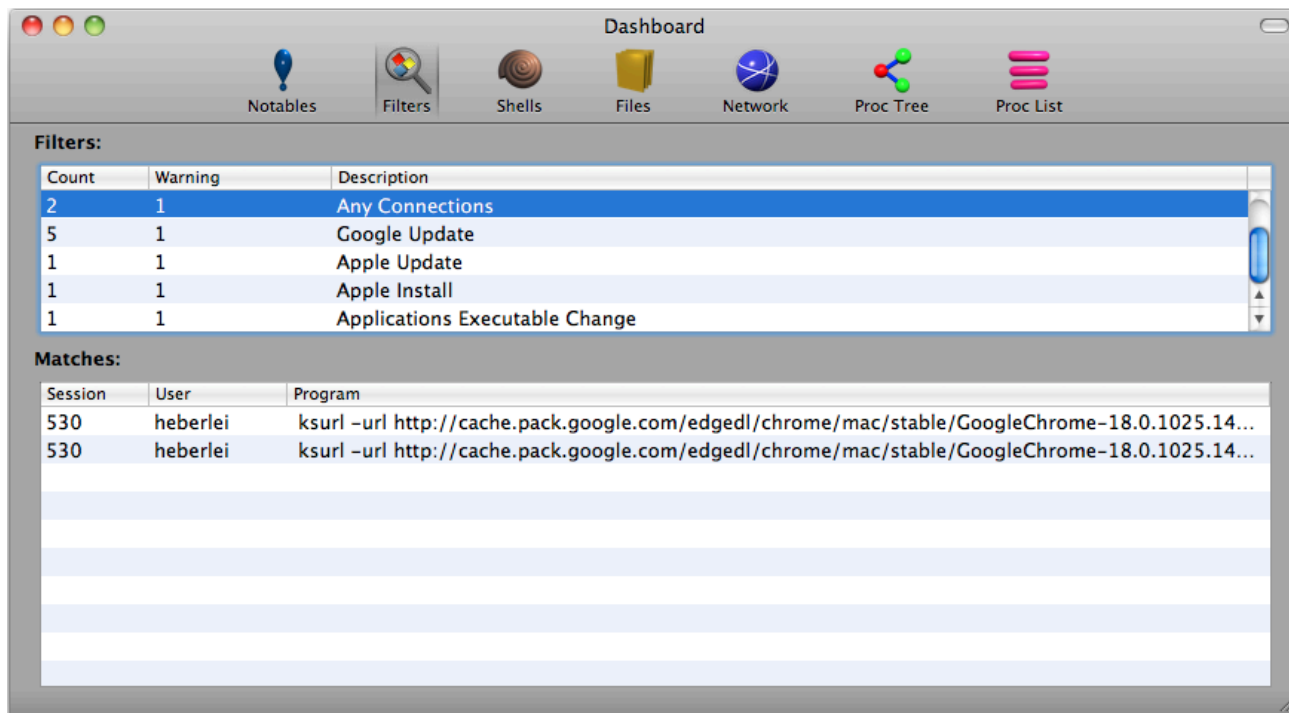 Dashboard
Notables Filters Shells Files Network Proc Tree Proc List
Filters:
Count Warning Description
2 1 Any Connections
5 1 Google Update
1 1 Apple Update
1 1 Apple Install
1 1 Applications Executable Change
Matches:
Session User Program
530 heberlei ksurl -url http://cache.pack.google.com/edgedl/chrome/mac/stable/GoogleChrome-18.0.1025.14...
530 heberlei ksurl -url http://cache.pack.google.com/edgedl/chrome/mac/stable/GoogleChrome-18.0.1025.14...